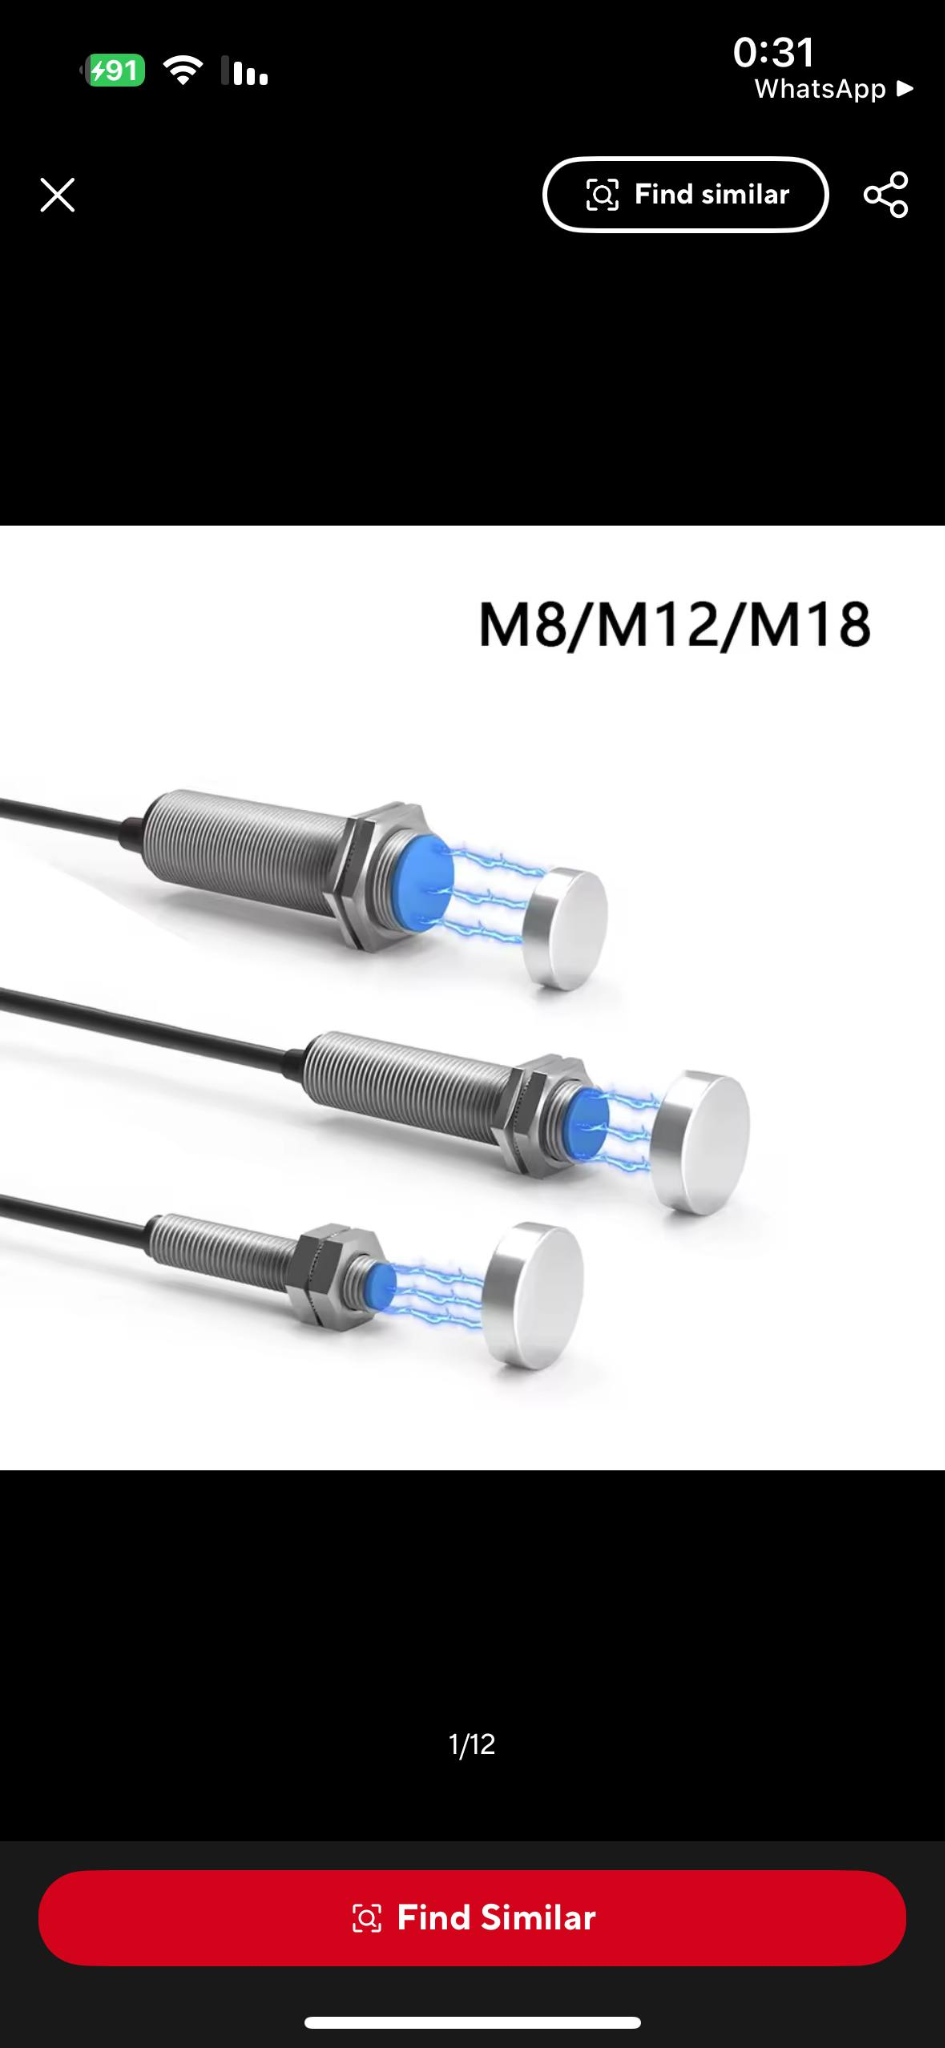 91
0:31
WhatsApp
Find similar
M8/M12/M18
1/12
Find Similar